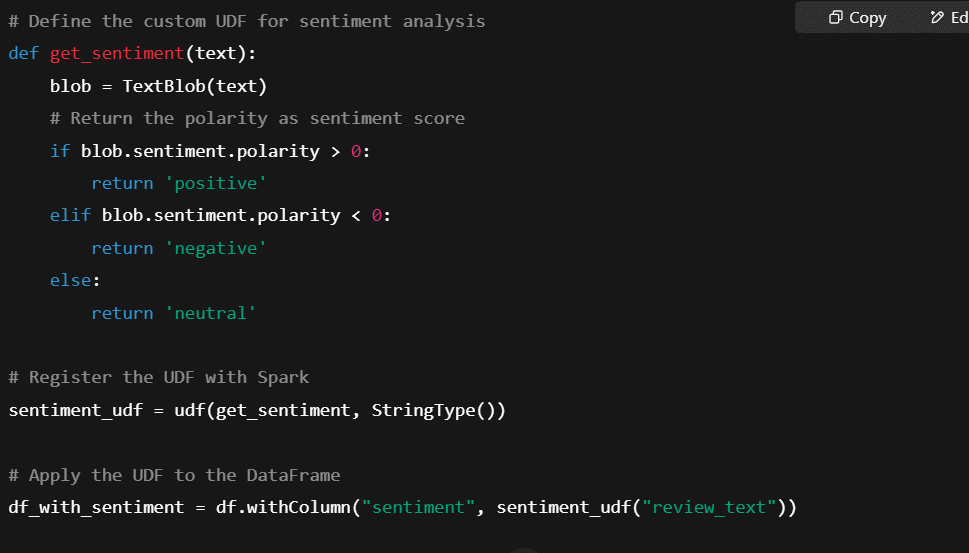 # Define the custom UDF for sentiment analysis
Copy
Ed
def get_sentiment(text):
    blob = TextBlob(text)
    # Return the polarity as sentiment score
    if blob.sentiment.polarity > 0:
        return 'positive'
    elif blob.sentiment.polarity < 0:
        return 'negative'
    else:
        return 'neutral'
# Register the UDF with Spark
sentiment_udf = udf(get_sentiment, StringType())
# Apply the UDF to the DataFrame
df_with_sentiment = df.withColumn("sentiment", sentiment_udf("review_text"))